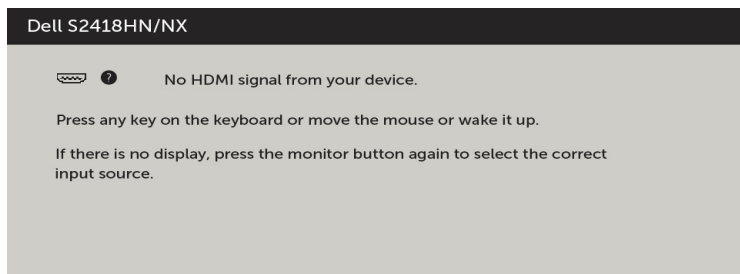 Dell S2418HN/NX
? No HDMI signal from your device.
Press any key on the keyboard or move the mouse or wake it up.
If there is no display, press the monitor button again to select the correct
input source.